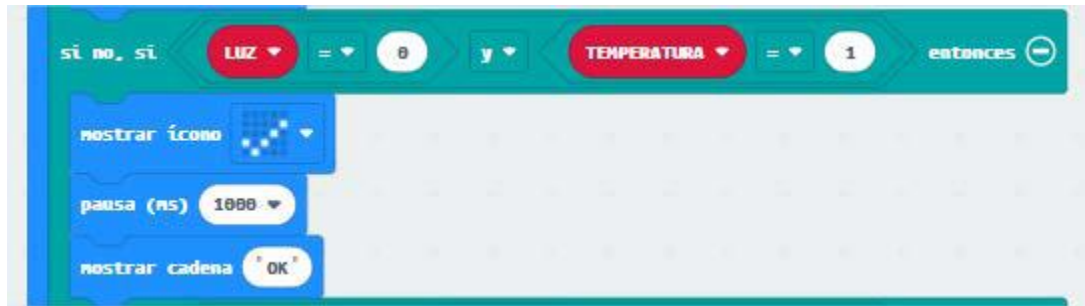 si no, si LUZ = 0 y TEMPERATURA = 1 entonces
mostrar ícono
pausa (ms) 1000
mostrar cadena "OK"